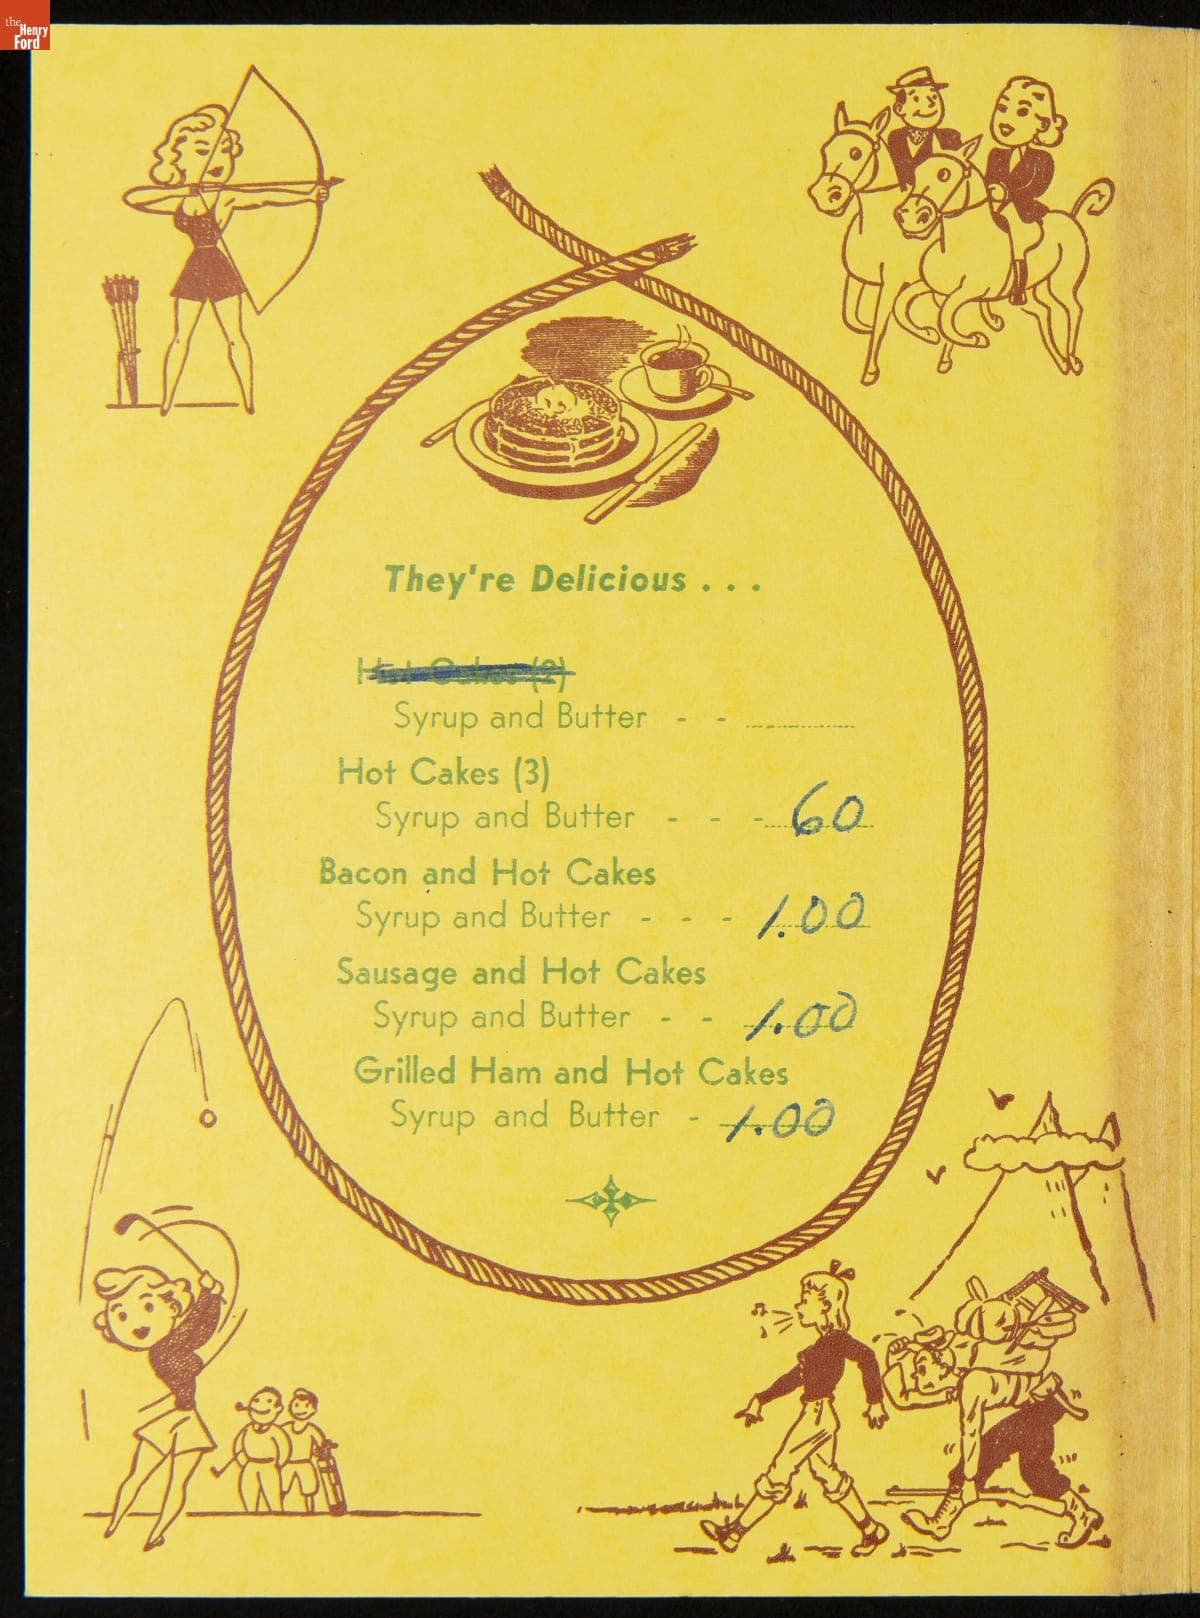 the
Henry
Ford
They're Delicious . . .
Hot Cakes (2)
Syrup and Butter - -
Hot Cakes (3)
Syrup and Butter - - - 60
Bacon and Hot Cakes
Syrup and Butter - - - 1.00
Sausage and Hot Cakes
Syrup and Butter - - 1.00
Grilled Ham and Hot Cakes
Syrup and Butter - 1.00